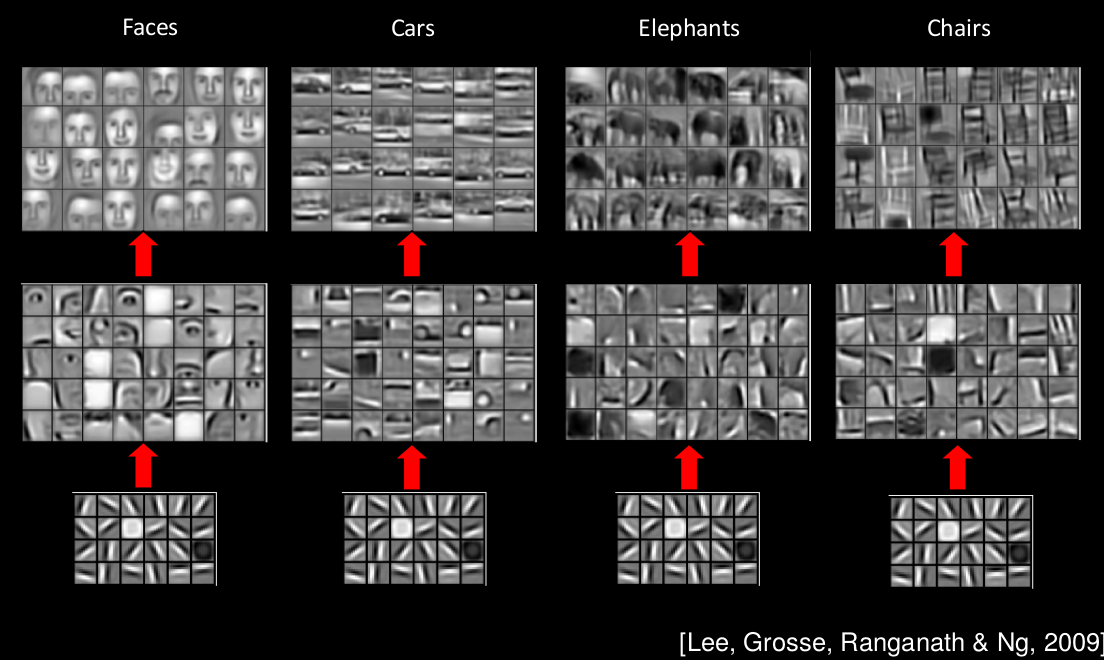 Faces
Cars
Elephants
Chairs
[Lee, Grosse, Ranganath & Ng, 2009]